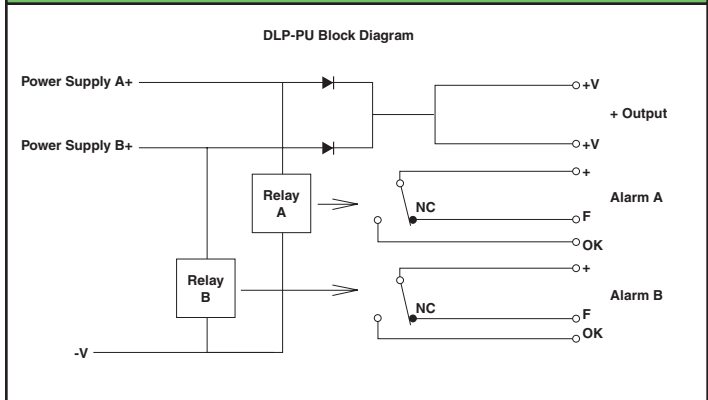 DLP-PU Block Diagram
Power Supply A+
+V
+ Output
Power Supply B+
+V
+
Relay
A
Alarm A
NC
F
OK
+
Relay
B
Alarm B
NC
F
OK
-V